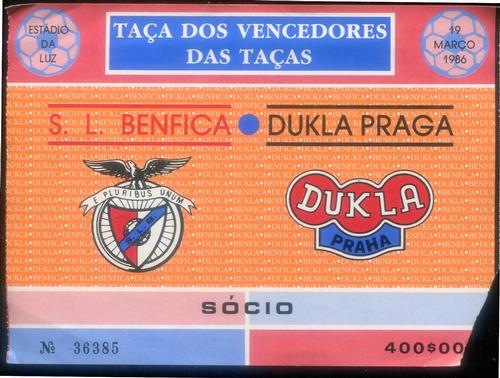 ESTÁDIO
DA
LUZ
TAÇA DOS VENCEDORES
DAS TAÇAS
19
MARÇO
1986
S. L. BENFICA • DUKLA PRAGA
E PLURIBUS UNUM
S.L.B.
DUKLA
PRAHA
SÓCIO
Nº 36385
400$00